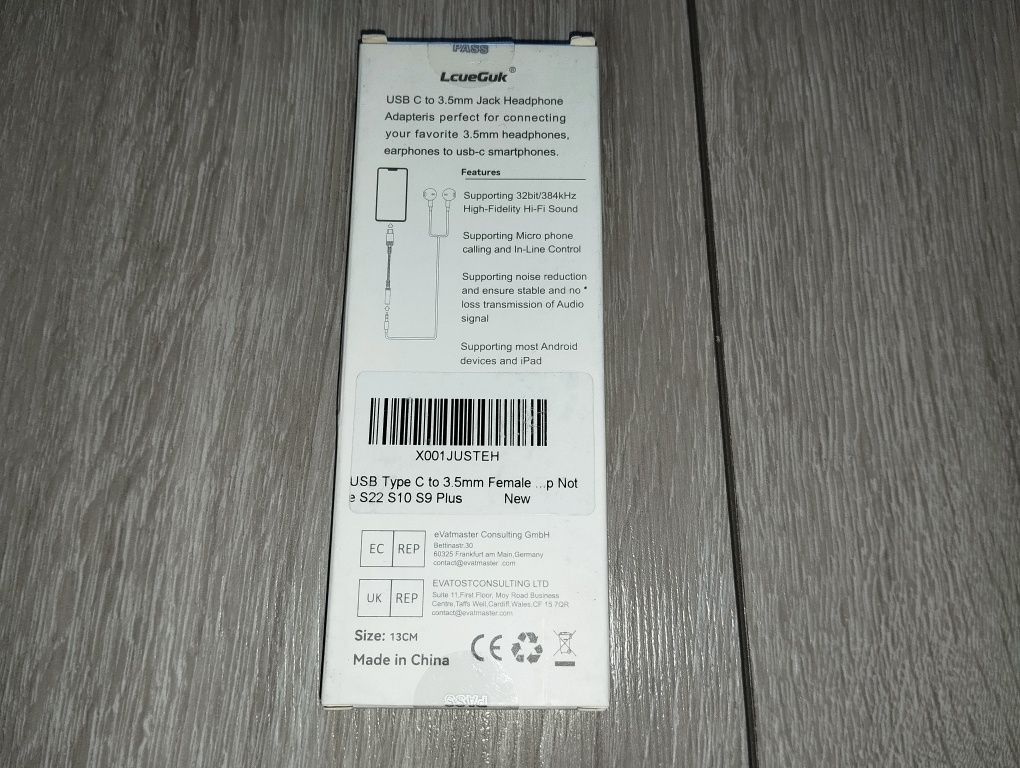 PASS
LcueGuk®
USB C to 3.5mm Jack Headphone
Adapteris perfect for connecting
your favorite 3.5mm headphones,
earphones to usb-c smartphones.
Features
Supporting 32bit/384kHz
High-Fidelity Hi-Fi Sound
Supporting Micro phone
calling and In-Line Control
Supporting noise reduction
and ensure stable and no
loss transmission of Audio
signal
Supporting most Android
devices and iPad
X001JUSTEH
USB Type C to 3.5mm Female ...p Not
e S22 S10 S9 Plus New
EC REP
eVatmaster Consulting GmbH
Bettinastr.30
60325 Frankfurt am Main,Germany
contact@evatmaster .com
UK REP
EVATOSTCONSULTING LTD
Suite 11,First Floor, Moy Road Business
Centre,Taffs Well,Cardiff,Wales,CF 15 7QR
contact@evatmaster.com
Size: 13CM
Made in China
CE
PASS